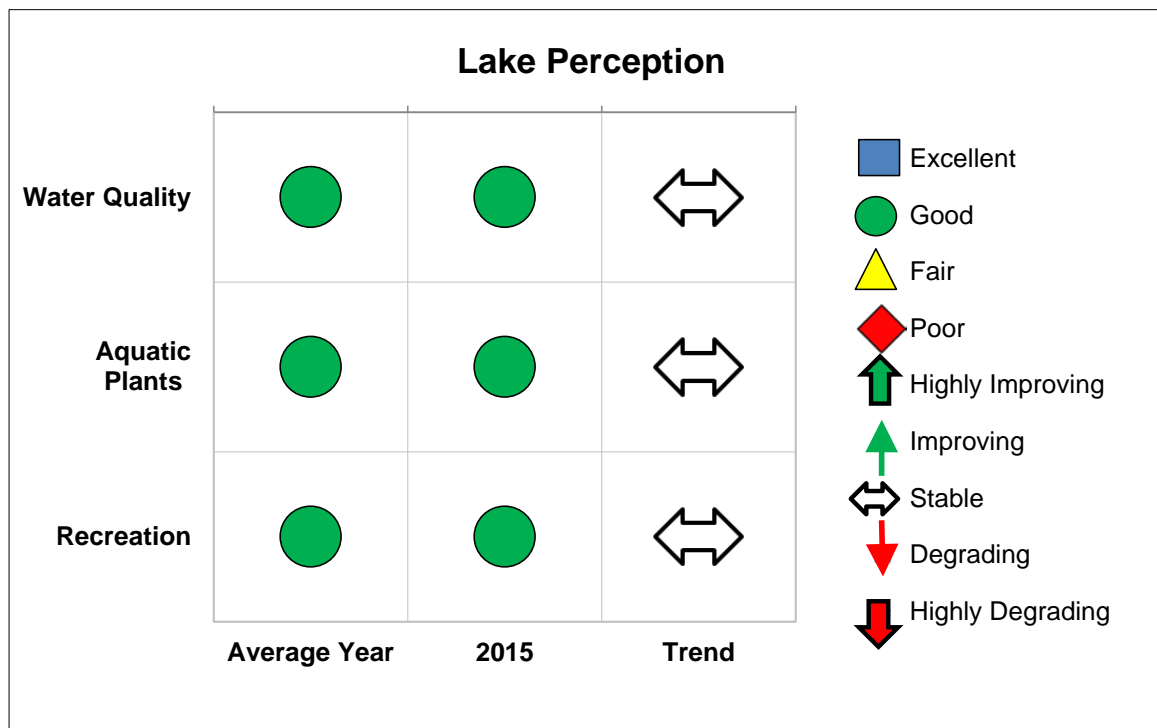 Lake Perception
Water Quality
Aquatic
Plants
Recreation
Average Year
2015
Trend
Excellent
Good
Fair
Poor
Highly Improving
Improving
Stable
Degrading
Highly Degrading